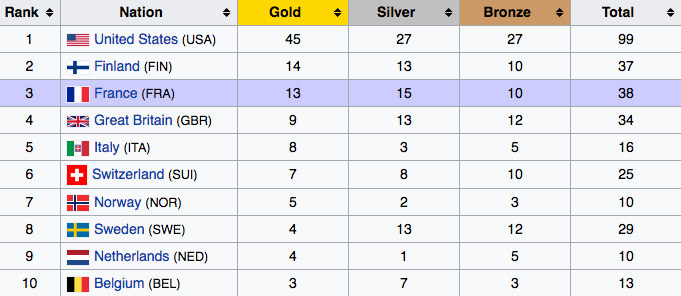 Rank Nation Gold Silver Bronze Total
1 United States (USA) 45 27 27 99
2 Finland (FIN) 14 13 10 37
3 France (FRA) 13 15 10 38
4 Great Britain (GBR) 9 13 12 34
5 Italy (ITA) 8 3 5 16
6 Switzerland (SUI) 7 8 10 25
7 Norway (NOR) 5 2 3 10
8 Sweden (SWE) 4 13 12 29
9 Netherlands (NED) 4 1 5 10
10 Belgium (BEL) 3 7 3 13